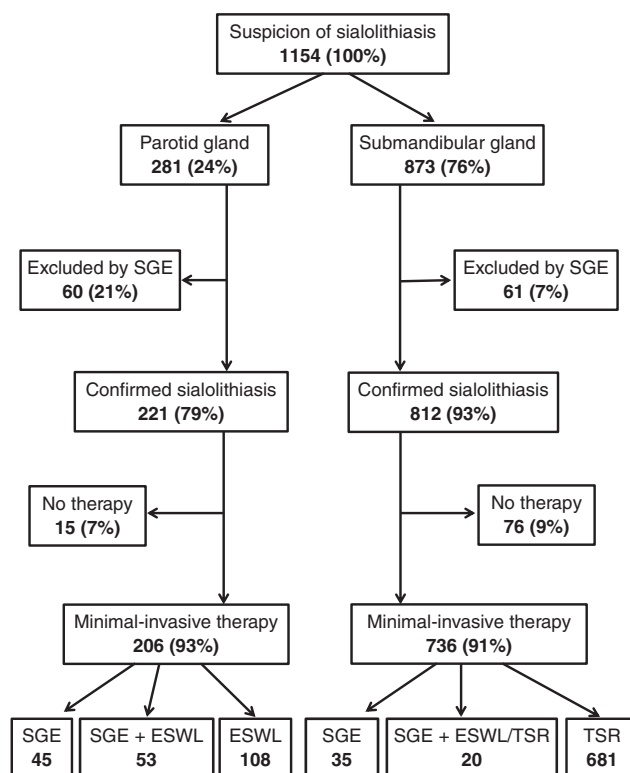 Suspicion of sialolithiasis
1154 (100%)
Parotid gland
281 (24%)
Submandibular gland
873 (76%)
Excluded by SGE
60 (21%)
Excluded by SGE
61 (7%)
Confirmed sialolithiasis
221 (79%)
Confirmed sialolithiasis
812 (93%)
No therapy
15 (7%)
No therapy
76 (9%)
Minimal-invasive therapy
206 (93%)
Minimal-invasive therapy
736 (91%)
SGE
45
SGE + ESWL
53
ESWL
108
SGE
35
SGE + ESWL/TSR
20
TSR
681